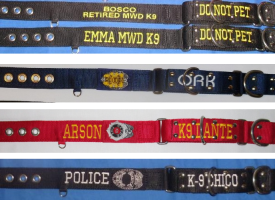 BOSCO
RETIRED MWD K9
DO NOT PET
EMMA MWD K9
DO NOT PET
ARSON
K9 DANTE
POLICE
K-9 CHICO